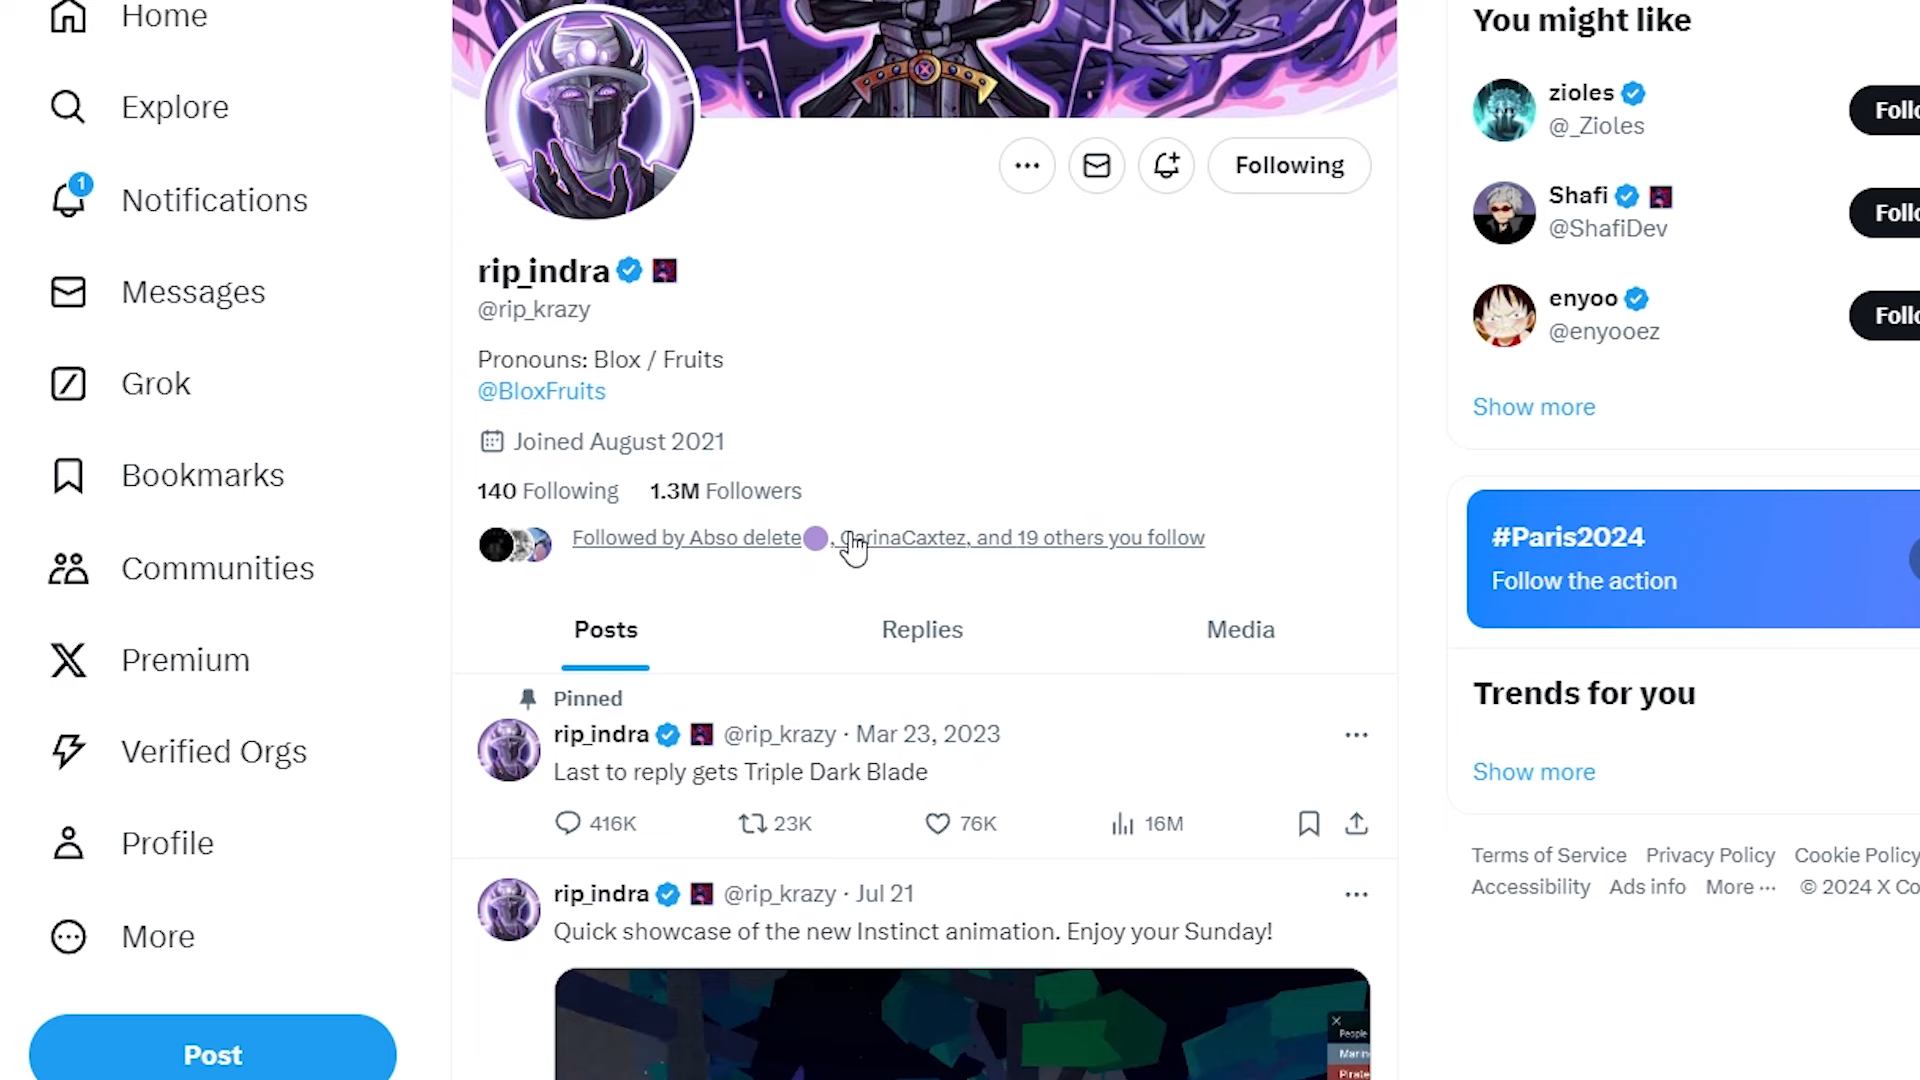 Home
Explore
1
Notifications
Messages
Grok
Bookmarks
Communities
Premium
Verified Orgs
Profile
More
Post
Following
rip_indra
@rip_krazy
Pronouns: Blox / Fruits
@BloxFruits
Joined August 2021
140 Following 1.3M Followers
Followed by Abso delete, CarinaCaxtez, and 19 others you follow
Posts Replies Media
Pinned
rip_indra @rip_krazy · Mar 23, 2023
Last to reply gets Triple Dark Blade
416K 23K 76K 16M
rip_indra @rip_krazy · Jul 21
Quick showcase of the new Instinct animation. Enjoy your Sunday!
People
You might like
zioles
@_Zioles
Follo
Shafi
@ShafiDev
Follo
enyoo
@enyooez
Follo
Show more
#Paris2024
Follow the action
Trends for you
Show more
Terms of Service Privacy Policy Cookie Policy
Accessibility Ads info More ··· © 2024 X Co